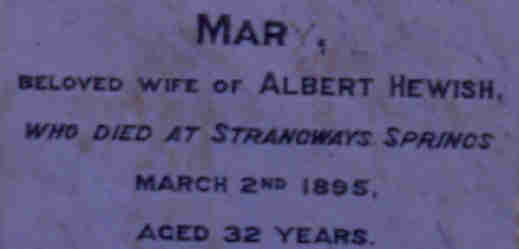 MARY,
BELOVED WIFE OF ALBERT HEWISH,
WHO DIED AT STRANGWAYS SPRINGS
MARCH 2ND 1895,
AGED 32 YEARS.